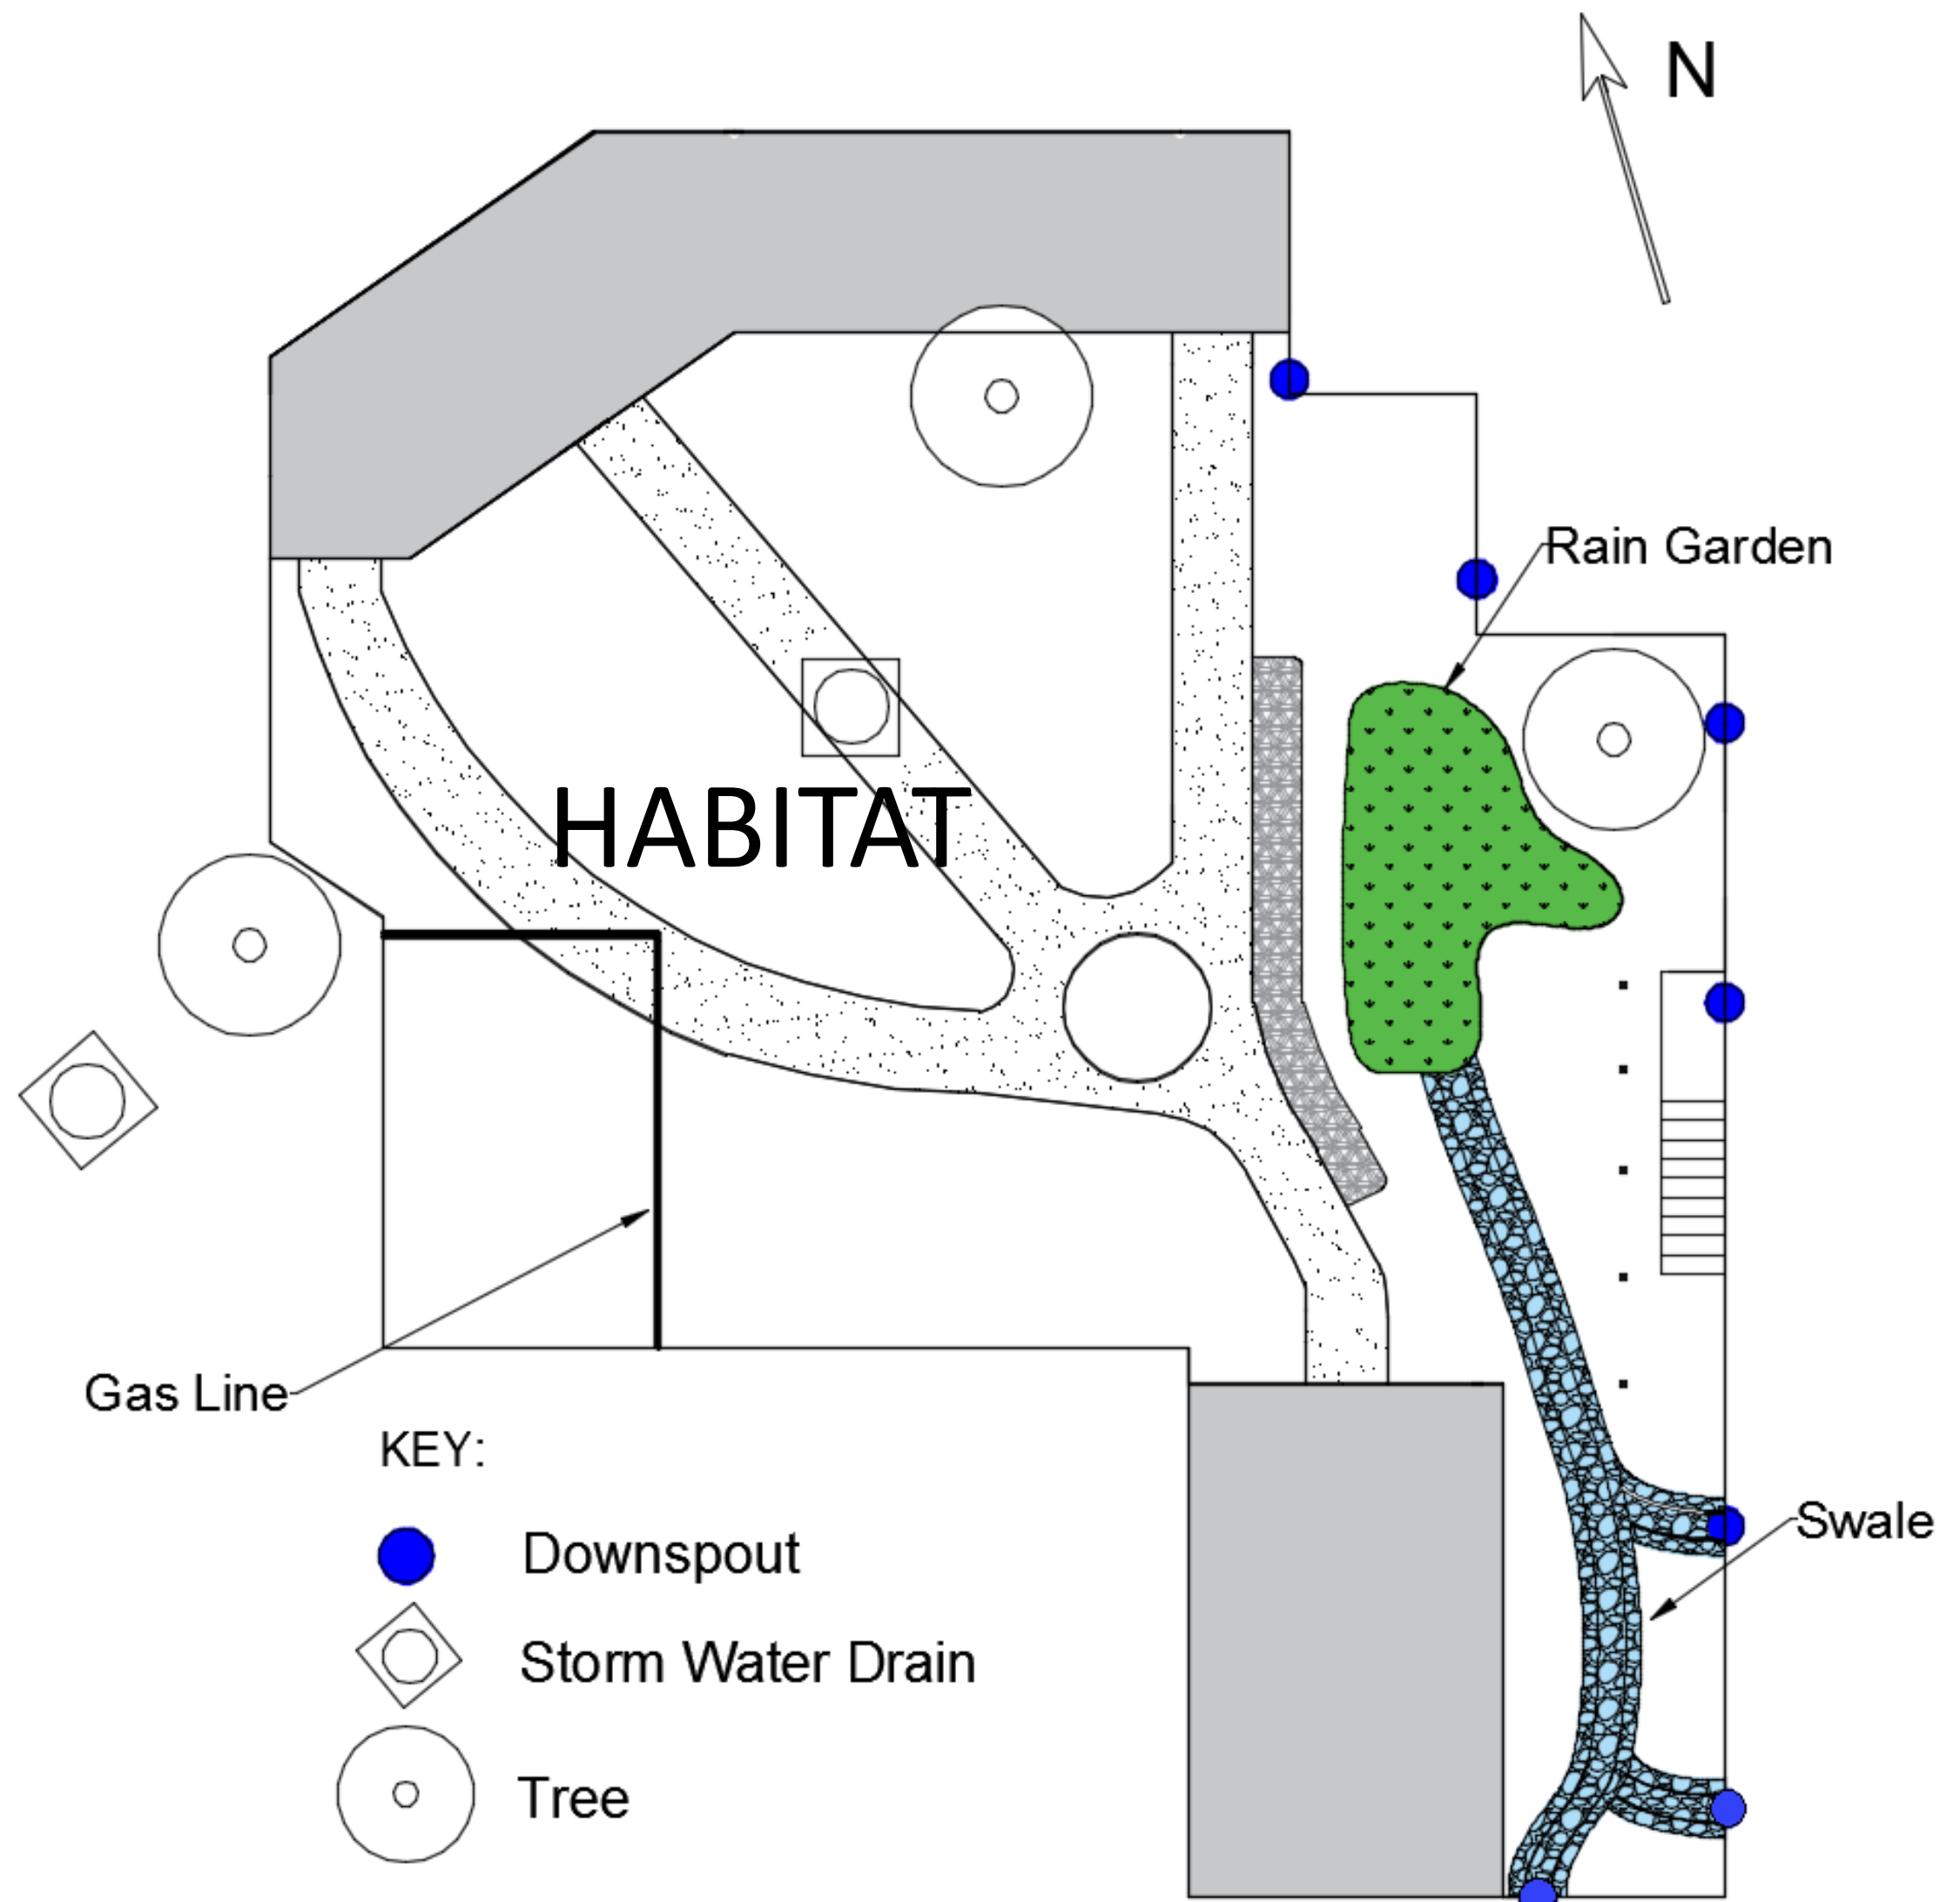 N
Rain Garden
HABITAT
Gas Line
KEY:
Downspout
Swale
Storm Water Drain
Tree